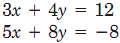 3x + 4y = 12
5x + 8y = -8